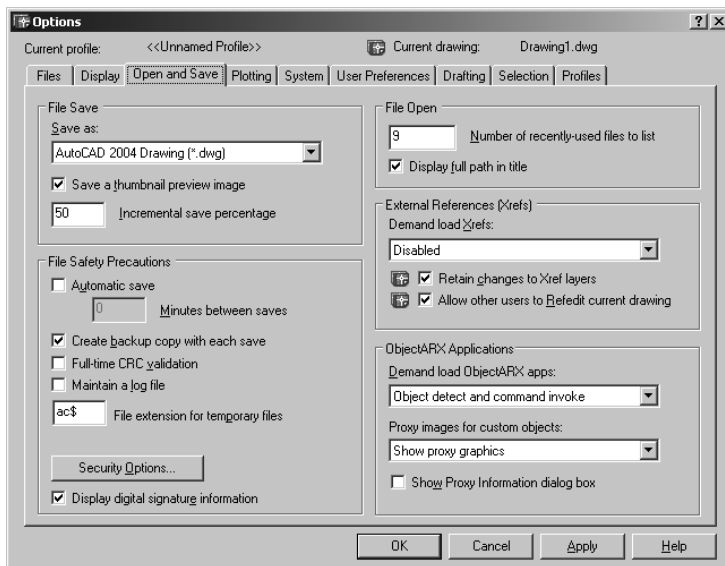 Options
Current profile: <<Unnamed Profile>> Current drawing: Drawing1.dwg
Files Display Open and Save Plotting System User Preferences Drafting Selection Profiles
File Save
Save as:
AutoCAD 2004 Drawing (*.dwg)
Save a thumbnail preview image
50 Incremental save percentage
File Safety Precautions
Automatic save
0 Minutes between saves
Create backup copy with each save
Full-time CRC validation
Maintain a log file
ac$ File extension for temporary files
Security Options...
Display digital signature information
File Open
9 Number of recently-used files to list
Display full path in title
External References (Xrefs)
Demand load Xrefs:
Disabled
Retain changes to Xref layers
Allow other users to Refedit current drawing
ObjectARX Applications
Demand load ObjectARX apps:
Object detect and command invoke
Proxy images for custom objects:
Show proxy graphics
Show Proxy Information dialog box
OK Cancel Apply Help